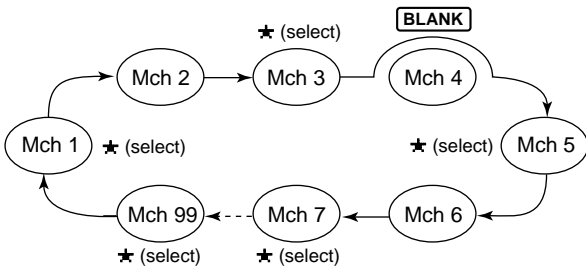 BLANK
★ (select)
Mch 2
Mch 3
Mch 4
Mch 1
★ (select)
★ (select)
Mch 5
Mch 99
Mch 7
Mch 6
★ (select)
★ (select)